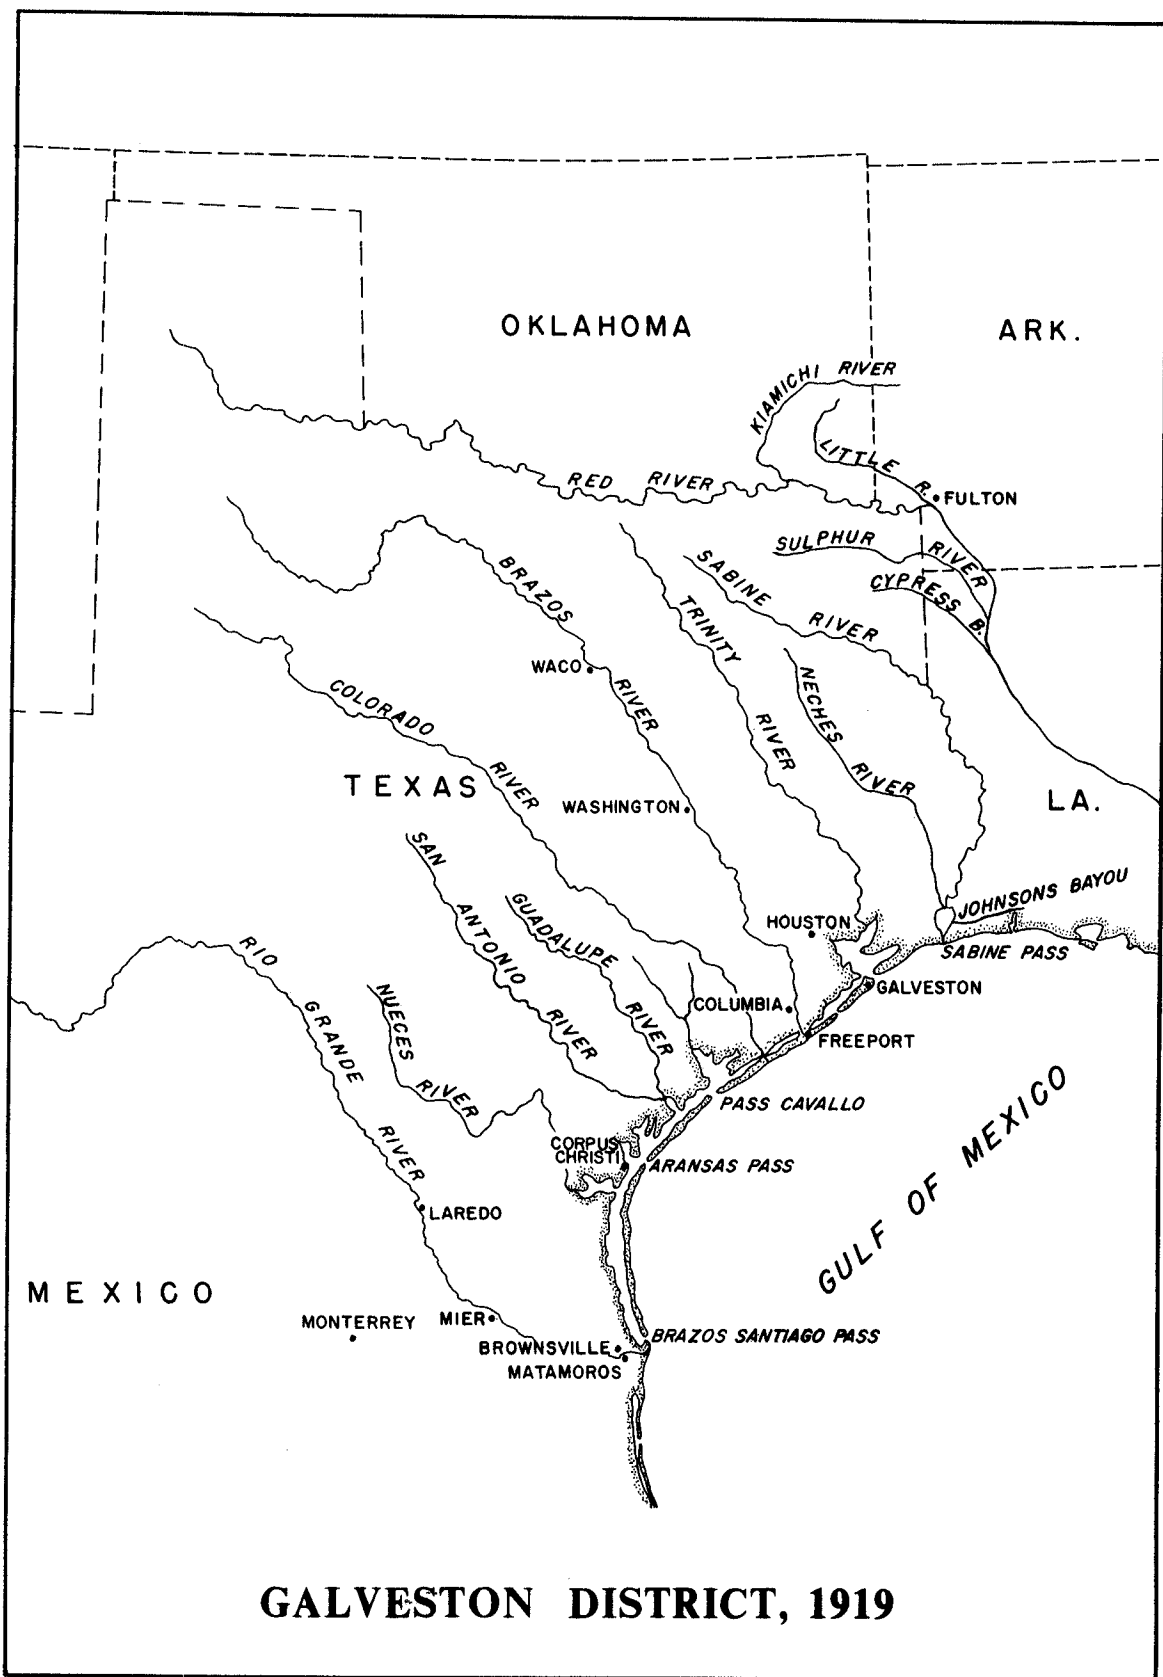 OKLAHOMA
ARK.
KIAMICHI RIVER
LITTLE R.
RED RIVER
FULTON
SULPHUR RIVER
CYPRESS B.
SABINE RIVER
BRAZOS RIVER
TRINITY RIVER
WACO
NECHES RIVER
COLORADO RIVER
TEXAS
WASHINGTON
LA.
SAN ANTONIO RIVER
GUADALUPE RIVER
JOHNSONS BAYOU
HOUSTON
SABINE PASS
RIO GRANDE RIVER
NUECES RIVER
GALVESTON
COLUMBIA
FREEPORT
PASS CAVALLO
GULF OF MEXICO
CORPUS
CHRISTI
ARANSAS PASS
LAREDO
MEXICO
MONTERREY
MIER
BRAZOS SANTIAGO PASS
BROWNSVILLE
MATAMOROS
GALVESTON DISTRICT, 1919